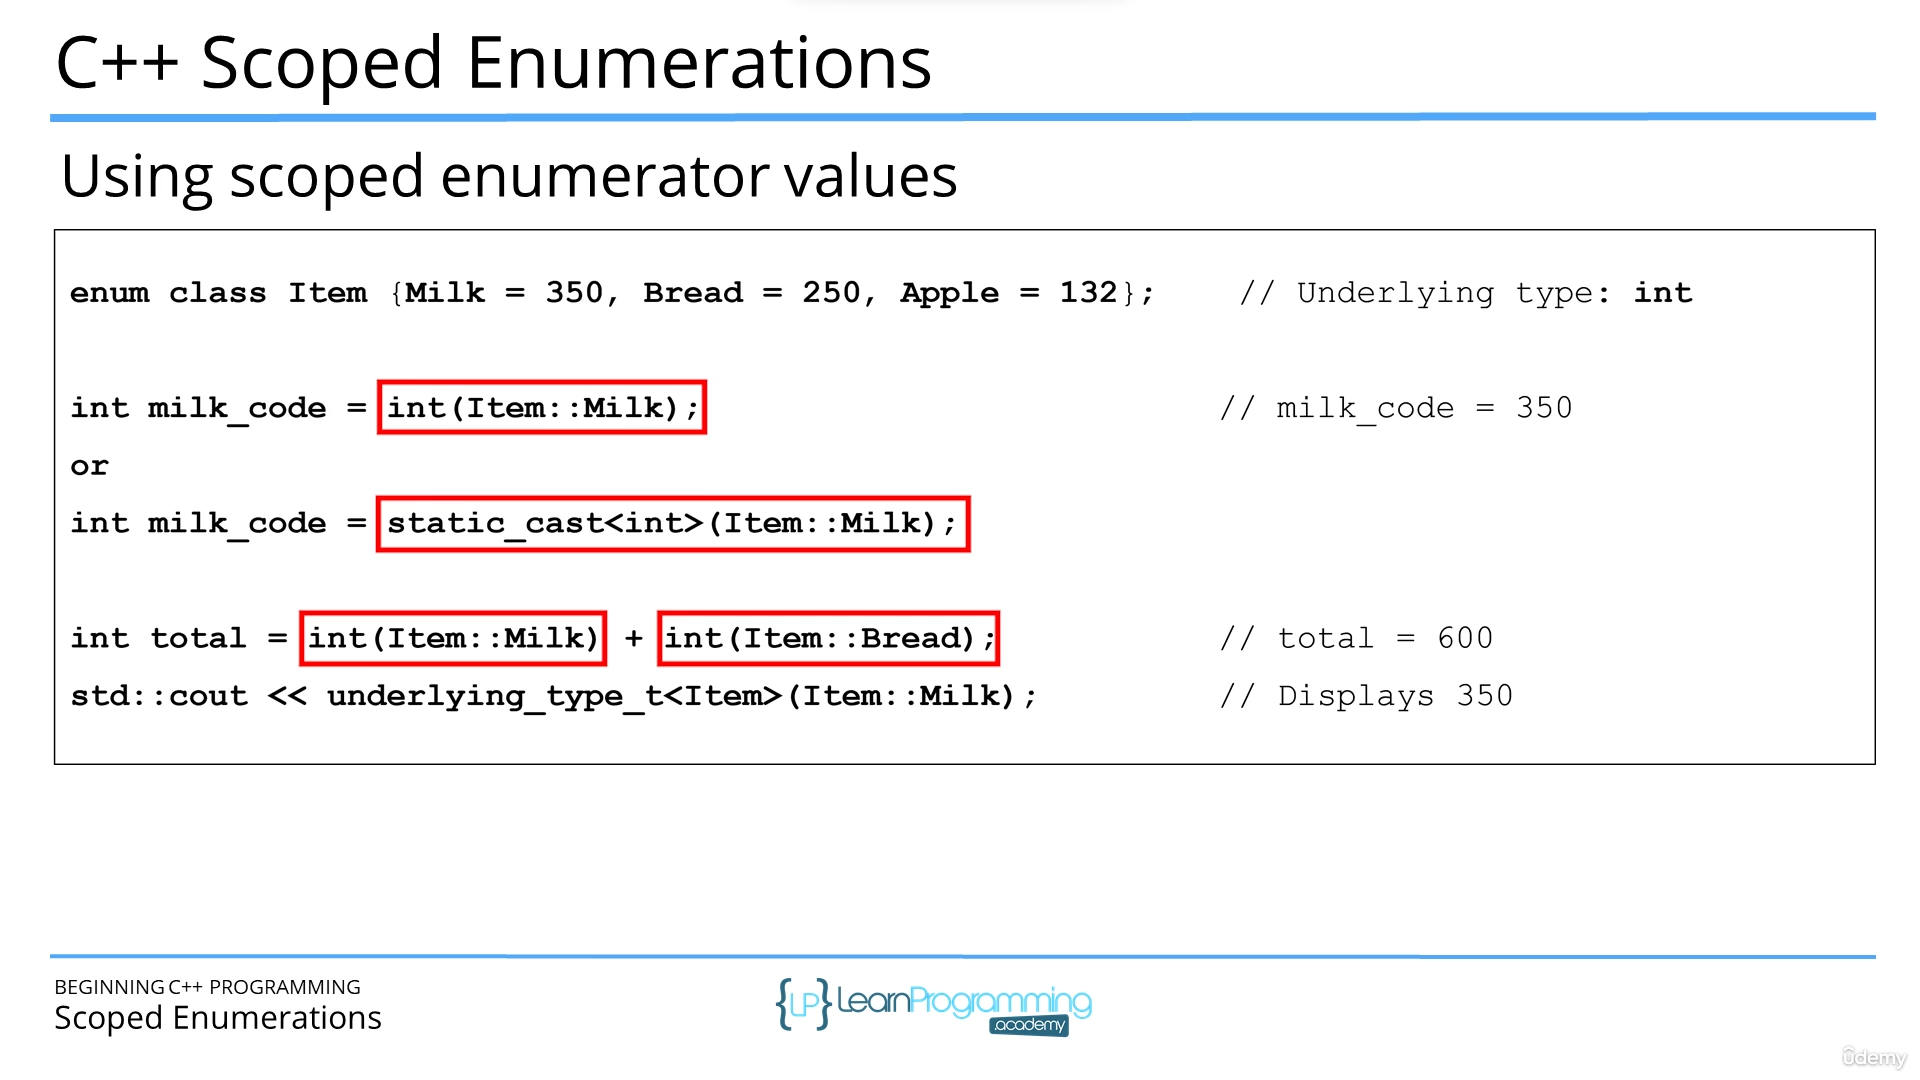 C++ Scoped Enumerations
Using scoped enumerator values
enum class Item {Milk = 350, Bread = 250, Apple = 132}; // Underlying type: int
int milk_code = int(Item::Milk); // milk_code = 350
or
int milk_code = static_cast<int>(Item::Milk);
int total = int(Item::Milk) + int(Item::Bread); // total = 600
std::cout << underlying_type_t<Item>(Item::Milk); // Displays 350
BEGINNING C++ PROGRAMMING
Scoped Enumerations
{LP} LearnProgramming
.academy
ûdemy